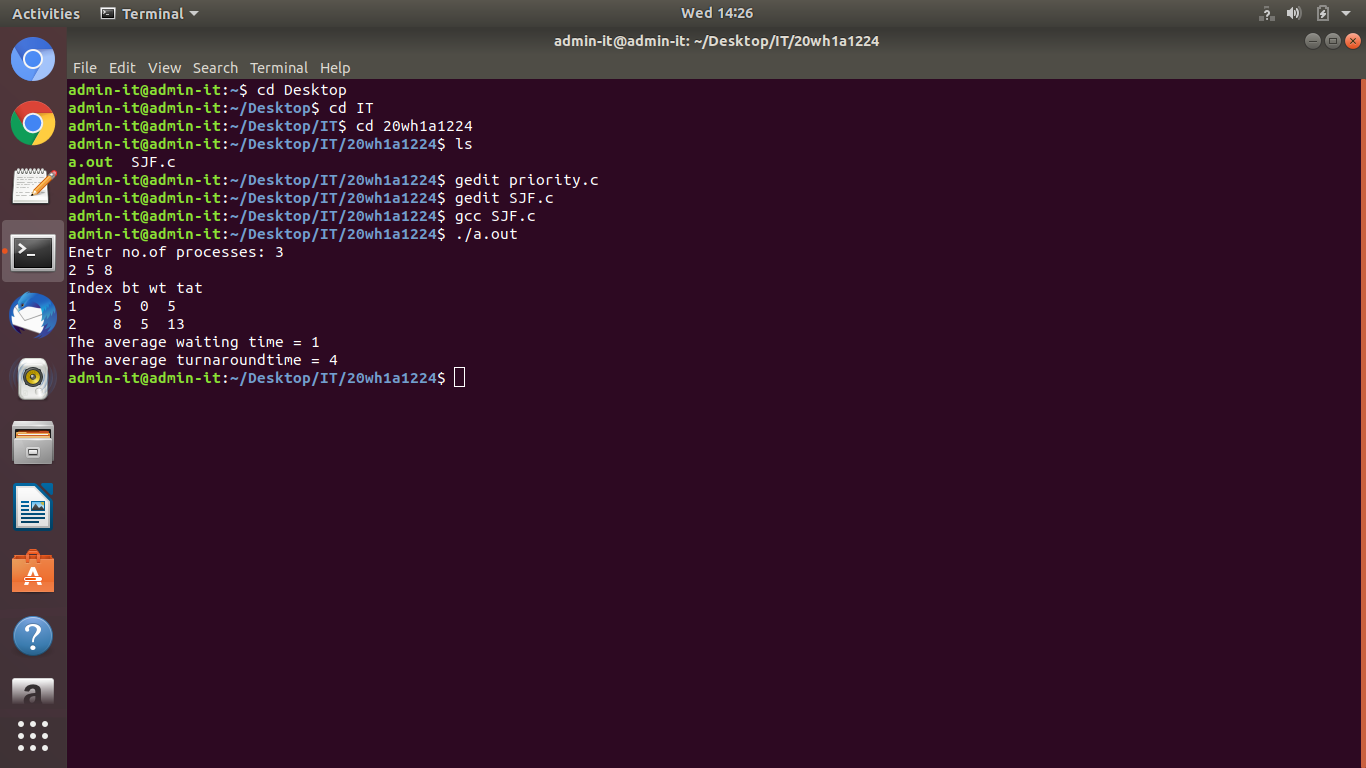 Activities Terminal Wed 14:26
admin-it@admin-it: ~/Desktop/IT/20wh1a1224
File Edit View Search Terminal Help
admin-it@admin-it:~$ cd Desktop
admin-it@admin-it:~/Desktop$ cd IT
admin-it@admin-it:~/Desktop/IT$ cd 20wh1a1224
admin-it@admin-it:~/Desktop/IT/20wh1a1224$ ls
a.out SJF.c
admin-it@admin-it:~/Desktop/IT/20wh1a1224$ gedit priority.c
admin-it@admin-it:~/Desktop/IT/20wh1a1224$ gedit SJF.c
admin-it@admin-it:~/Desktop/IT/20wh1a1224$ gcc SJF.c
admin-it@admin-it:~/Desktop/IT/20wh1a1224$ ./a.out
Enetr no.of processes: 3
2 5 8
Index bt wt tat
1 5 0 5
2 8 5 13
The average waiting time = 1
The average turnaroundtime = 4
admin-it@admin-it:~/Desktop/IT/20wh1a1224$